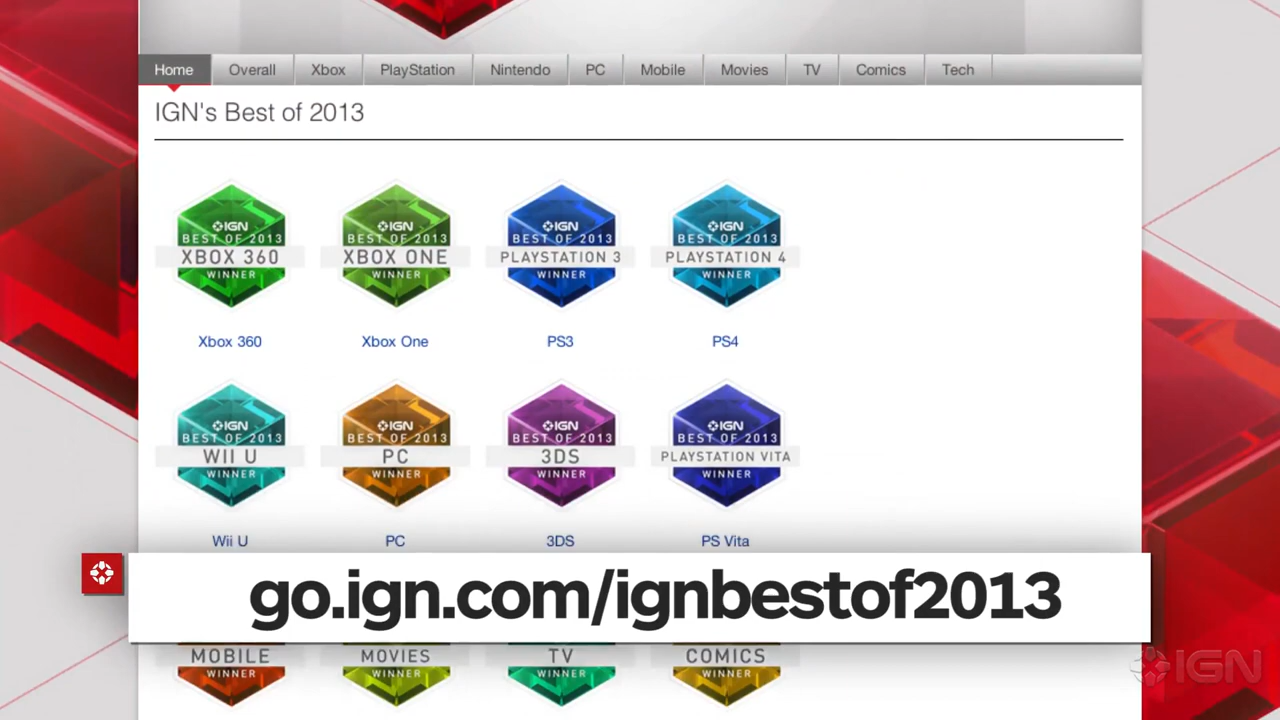 Home Overall Xbox PlayStation Nintendo PC Mobile Movies TV Comics Tech
IGN's Best of 2013
IGN BEST OF 2013 XBOX 360 WINNER
IGN BEST OF 2013 XBOX ONE WINNER
IGN BEST OF 2013 PLAYSTATION 3 WINNER
IGN BEST OF 2013 PLAYSTATION 4 WINNER
Xbox 360 Xbox One PS3 PS4
IGN BEST OF 2013 WII U WINNER
IGN BEST OF 2013 PC WINNER
IGN BEST OF 2013 3DS WINNER
IGN BEST OF 2013 PLAYSTATION VITA WINNER
Wii U PC 3DS PS Vita
go.ign.com/ignbestof2013
MOBILE WINNER
MOVIES WINNER
TV WINNER
COMICS WINNER
IGN